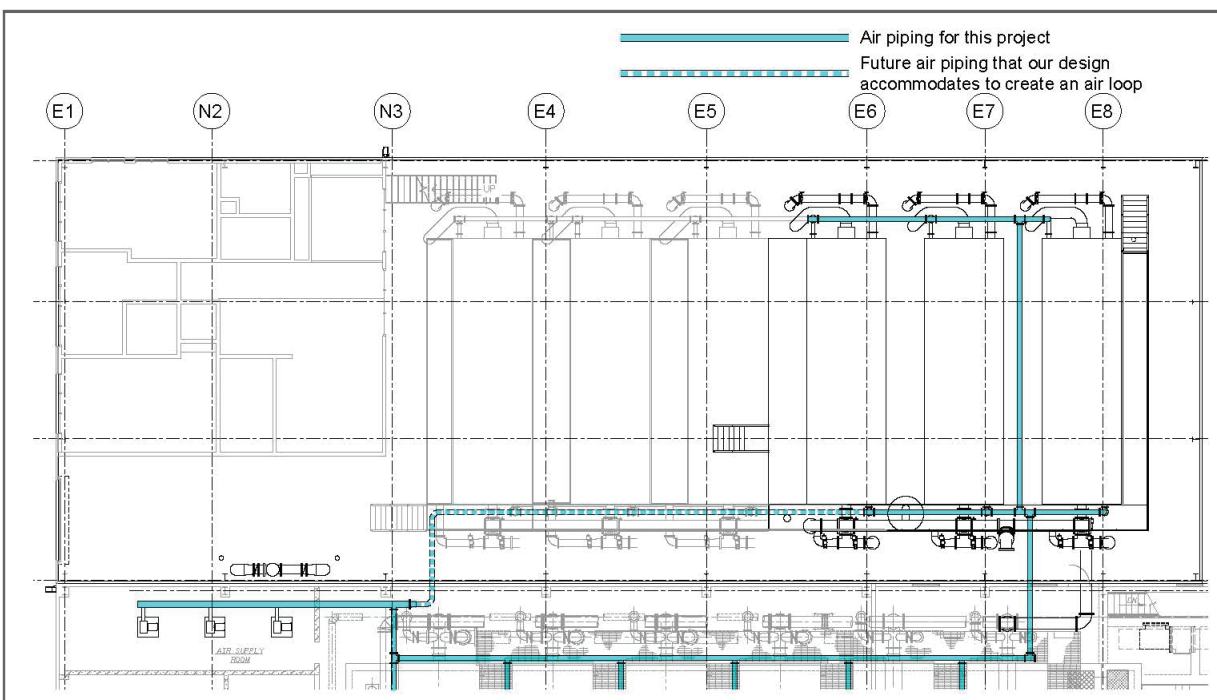 Air piping for this project
Future air piping that our design
accommodates to create an air loop
E1 N2 N3 E4 E5 E6 E7 E8
UP
AIR SUPPLY
ROOM